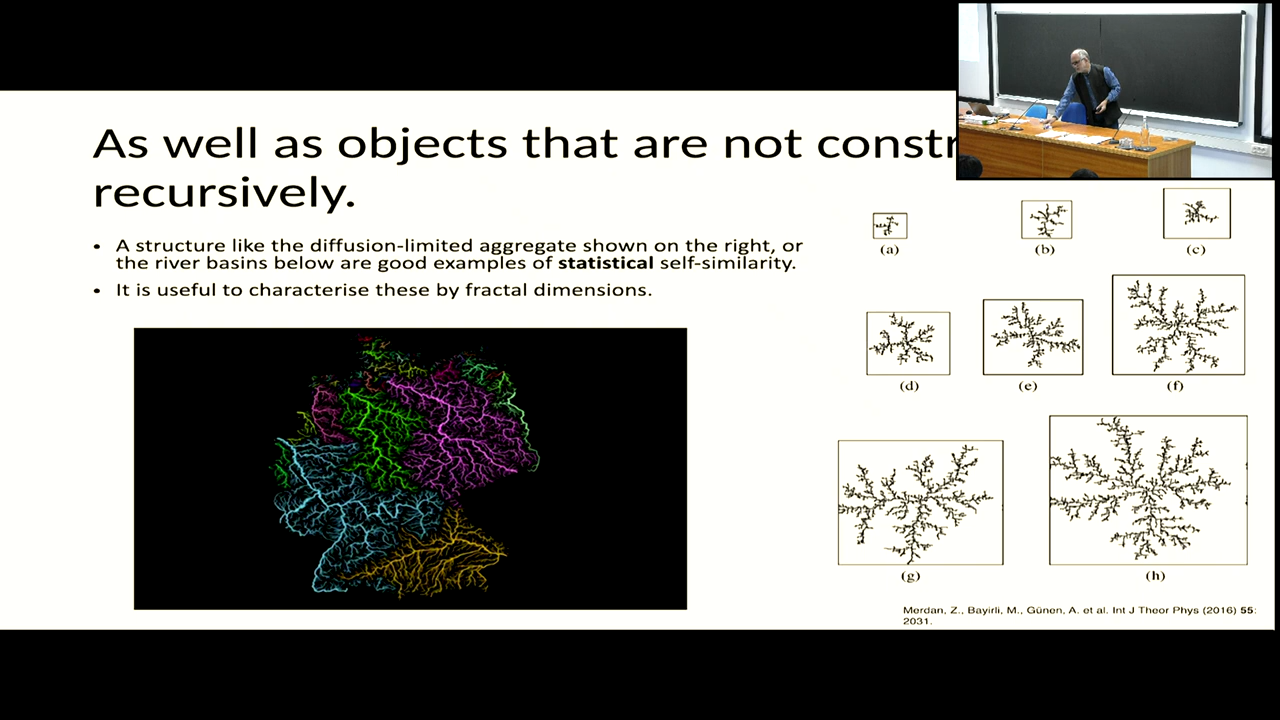 As well as objects that are not constr
recursively.
• A structure like the diffusion-limited aggregate shown on the right, or
the river basins below are good examples of statistical self-similarity.
• It is useful to characterise these by fractal dimensions.
(a)
(b)
(c)
(d)
(e)
(f)
(g)
(h)
Merdan, Z., Bayirli, M., Günen, A. et al. Int J Theor Phys (2016) 55:
2031.